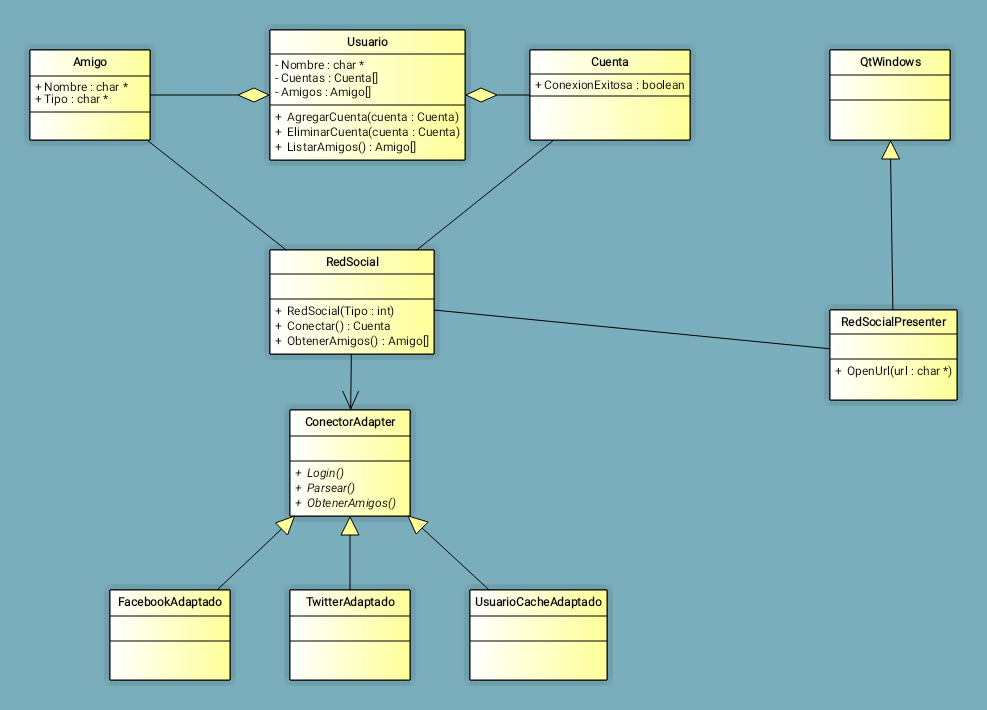 Amigo
+ Nombre : char *
+ Tipo : char *
Usuario
- Nombre : char *
- Cuentas : Cuenta[]
- Amigos : Amigo[]
+ AgregarCuenta(cuenta : Cuenta)
+ EliminarCuenta(cuenta : Cuenta)
+ ListarAmigos() : Amigo[]
Cuenta
+ ConexionExitosa : boolean
QtWindows
RedSocial
+ RedSocial(Tipo : int)
+ Conectar() : Cuenta
+ ObtenerAmigos() : Amigo[]
RedSocialPresenter
+ OpenUrl(url : char *)
ConectorAdapter
+ Login()
+ Parsear()
+ ObtenerAmigos()
FacebookAdaptado
TwitterAdaptado
UsuarioCacheAdaptado